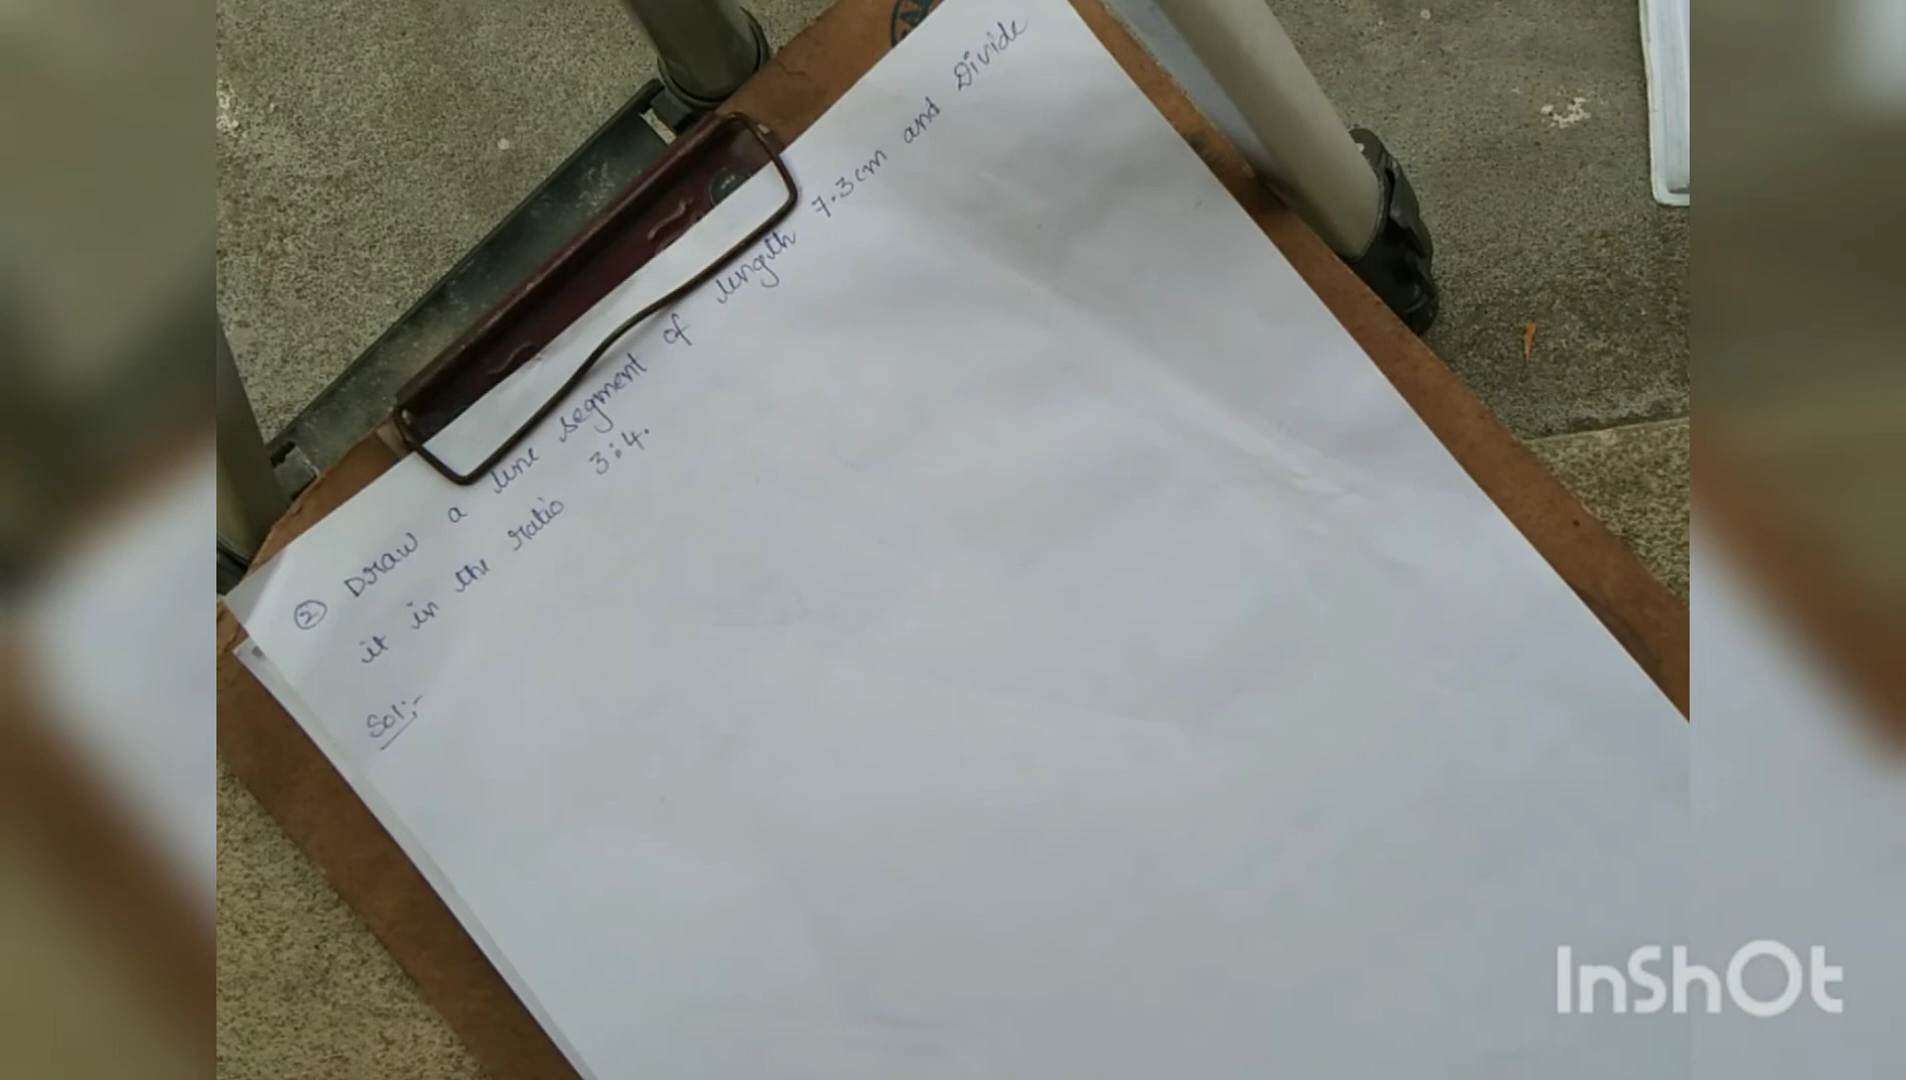 ② Draw a line segment of length 7.3cm and Divide
it in the ratio 3:4.
Sol:-
InShOt